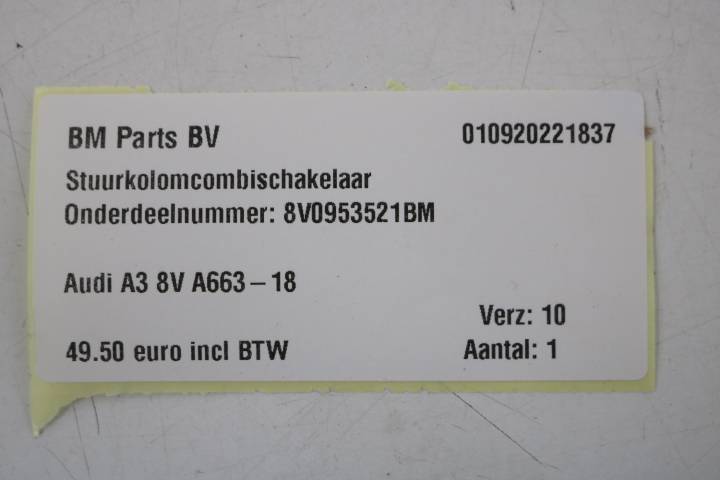 BM Parts BV 010920221837
Stuurkolomcombischakelaar
Onderdeelnummer: 8V0953521BM
Audi A3 8V A663-18
Verz: 10
49.50 euro incl BTW Aantal: 1